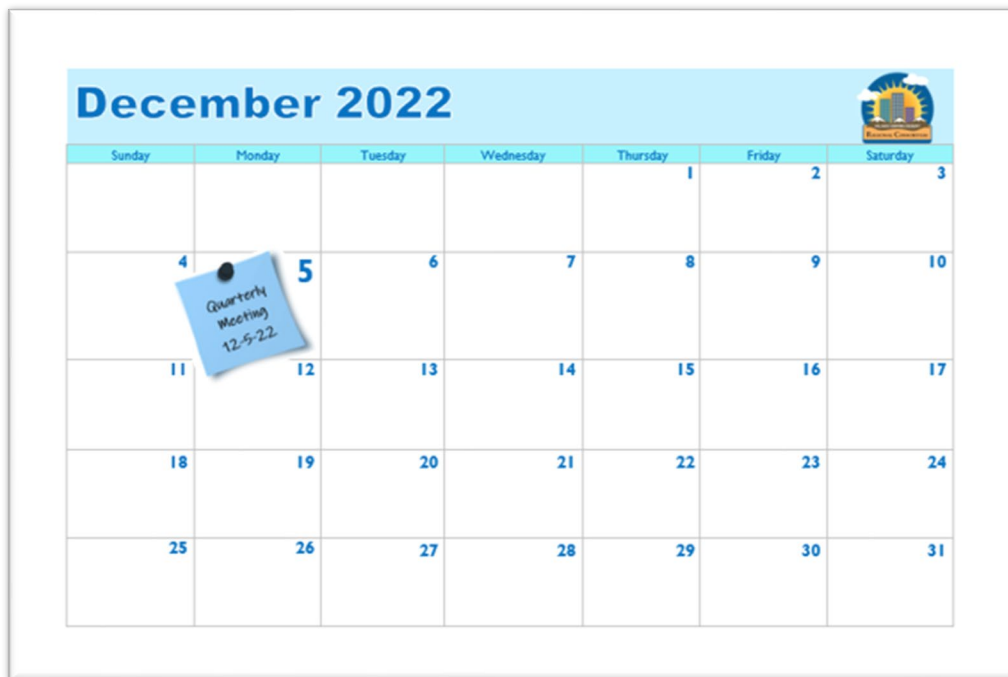 December 2022
REGIONAL CONSORTIUM
Sunday Monday Tuesday Wednesday Thursday Friday Saturday
1 2 3
4 5 6 7 8 9 10
Quarterly
Meeting
12-5-22
11 12 13 14 15 16 17
18 19 20 21 22 23 24
25 26 27 28 29 30 31